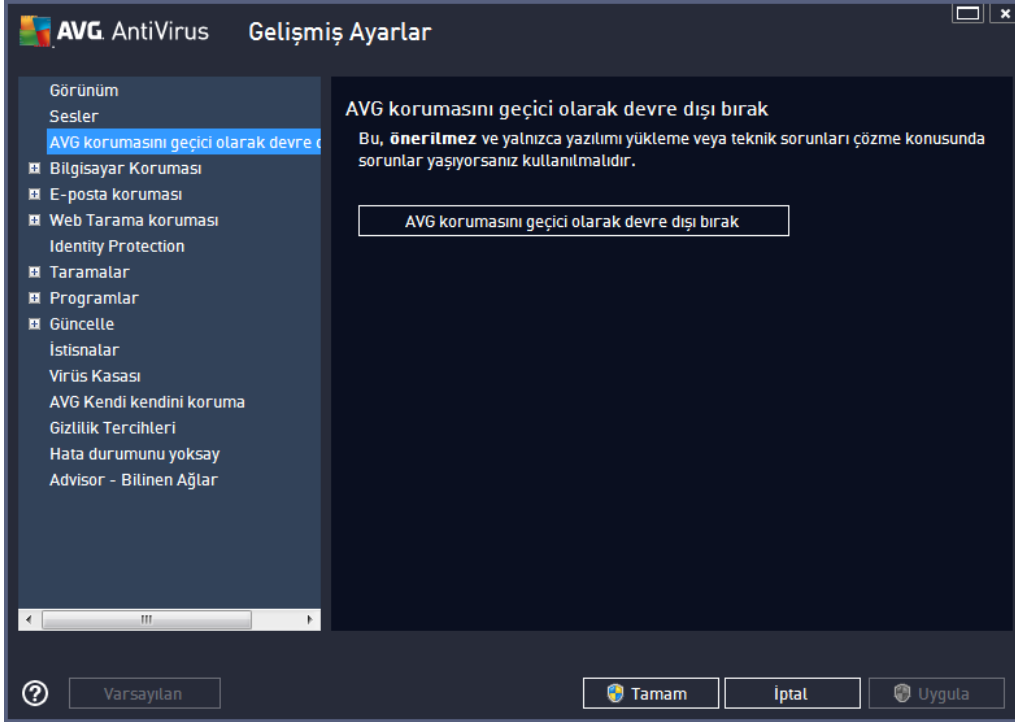 AVG AntiVirus Gelişmiş Ayarlar
Görünüm
Sesler
AVG korumasını geçici olarak devre d
Bilgisayar Koruması
E-posta koruması
Web Tarama koruması
Identity Protection
Taramalar
Programlar
Güncelle
İstisnalar
Virüs Kasası
AVG Kendi kendini koruma
Gizlilik Tercihleri
Hata durumunu yoksay
Advisor - Bilinen Ağlar
AVG korumasını geçici olarak devre dışı bırak
Bu, önerilmez ve yalnızca yazılımı yükleme veya teknik sorunları çözme konusunda
sorunlar yaşıyorsanız kullanılmalıdır.
AVG korumasını geçici olarak devre dışı bırak
Varsayılan
Tamam
İptal
Uygula